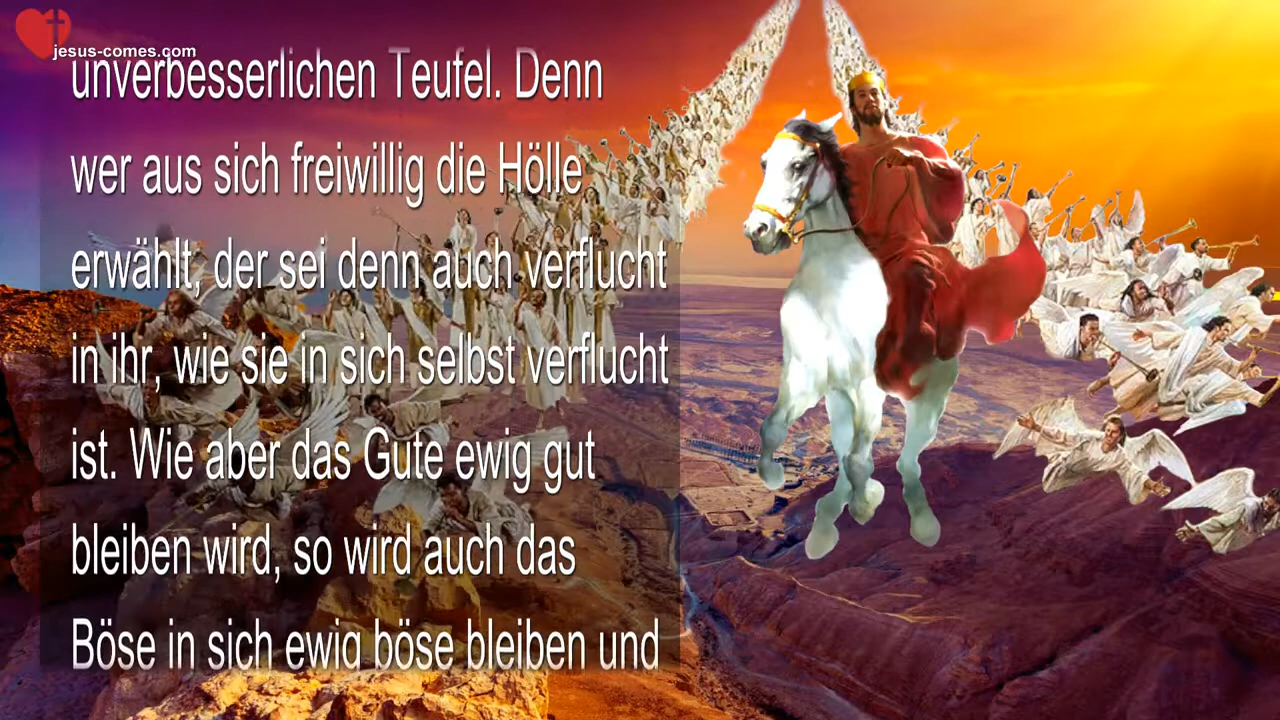 jesus-comes.com
unverbesserlichen Teufel. Denn
wer aus sich freiwillig die Hölle
erwählt, der sei denn auch verflucht
in ihr, wie sie in sich selbst verflucht
ist. Wie aber das Gute ewig gut
bleiben wird, so wird auch das
Böse in sich ewig böse bleiben und